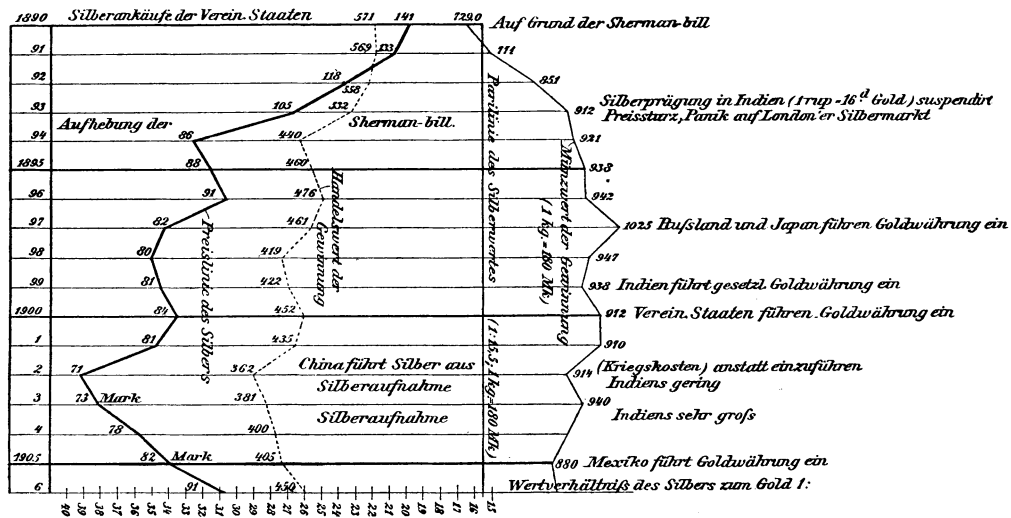 1890 Silberankäufe der Verein. Staaten 571 141 729.0 Auf Grund der Sherman-bill
91 569 133 111
92 118 558 851
93 105 532 912 Silberprägung in Indien (1 rup = 16 d Gold) suspendirt
Preissturz, Panik auf London'er Silbermarkt
Aufhebung der Sherman-bill.
94 86 440 921
1895 88 460 938
96 91 476 942
97 82 461 1025 Rußland und Japan führen Goldwährung ein
98 80 419 947
99 81 422 938 Indien führt gesetzl. Goldwährung ein
1900 84 452 912 Verein. Staaten führen Goldwährung ein
1 81 435 910
2 71 362 China führt Silber aus 914 (Kriegskosten) anstatt einzuführen
Silberaufnahme Indiens gering
3 73 Mark 381 940
Silberaufnahme Indiens sehr groß
4 78 400
1905 82 Mark 405 880 Mexiko führt Goldwährung ein
6 91 450 Wertverhältniß des Silbers zum Gold 1:
40 39 38 37 36 35 34 33 32 31 30 29 28 27 26 25 24 23 22 21 20 19 18 17 16 15
Preislinie des Silbers
Handelswert der
Gewinnung
Paritätlinie des Silberwertes (1:15,5; 1 kg = 180 Mk)
Münzwert der Gewinnung
(1 kg = 180 Mk)